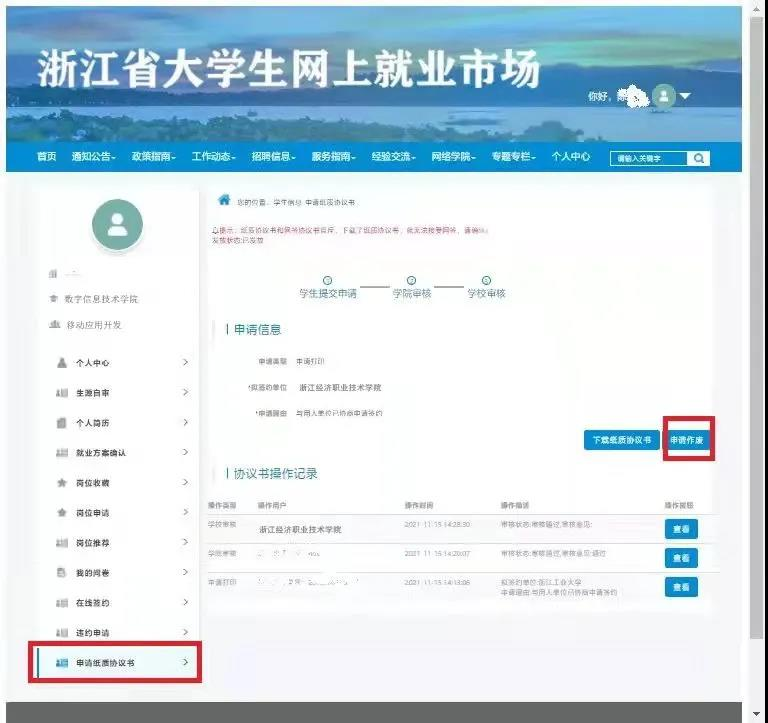 浙江省大学生网上就业市场
你好，
首页 通知公告 政策指南 工作动态 招聘信息 服务指南 经验交流 网络学院 专题专栏 个人中心 请输入关键字
您的位置：学生信息 申请纸质协议书
提示：纸质协议书和网签协议书互斥，下载了纸质协议书，就无法接受网签，请确
发放状态:已发放
1 2 3
学生提交申请 学院审核 学校审核
数字信息技术学院
移动应用开发
个人中心
生源自审
个人简历
就业方案确认
岗位收藏
岗位申请
岗位推荐
我的问卷
在线签约
违约申请
申请纸质协议书
申请信息
申请类型 申请打印
*拟签约单位 浙江经济职业技术学院
*申请理由 与用人单位已协商申请签约
下载纸质协议书 申请作废
协议书操作记录
操作类型 操作用户 操作时间 操作描述 操作按钮
学校审核 浙江经济职业技术学院 2021-11-15 14:28:30 审核状态:审核通过,审核意见: 查看
学院审核 2021-11-15 14:20:07 审核状态:审核通过,审核意见:通过 查看
申请打印 2021-11-15 14:13:06 拟签约单位:浙江工业大学 查看
申请理由:与用人单位已协商申请签约